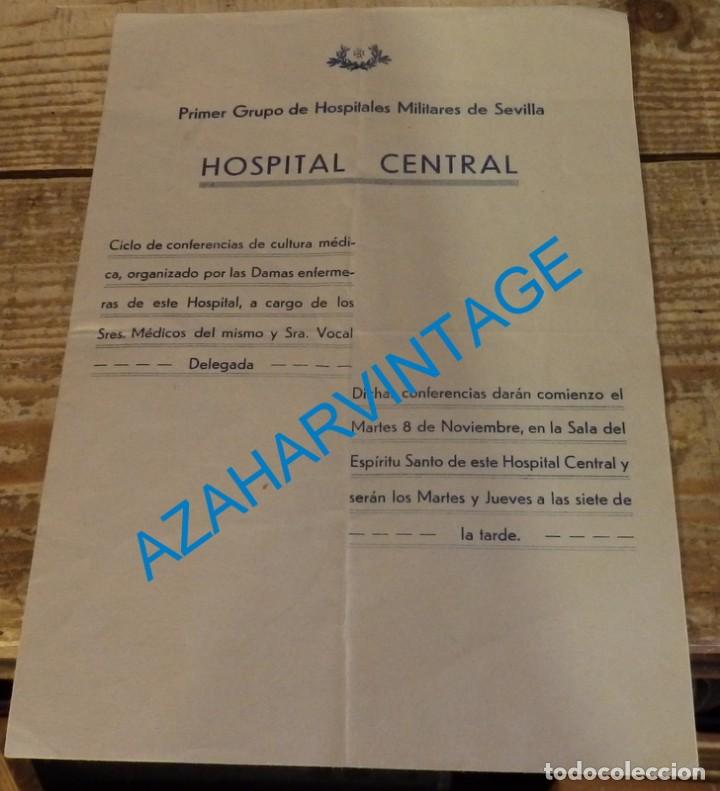 Primer Grupo de Hospitales Militares de Sevilla
HOSPITAL CENTRAL
Ciclo de conferencias de cultura médi-
ca, organizado por las Damas enferme-
ras de este Hospital, a cargo de los
Sres. Médicos del mismo y Sra. Vocal
— — — — Delegada — — — —
Dichas conferencias darán comienzo el
Martes 8 de Noviembre, en la Sala del
Espíritu Santo de este Hospital Central y
serán los Martes y Jueves a las siete de
— — — — la tarde. — — — —
AZAHARVINTAGE
todocoleccion